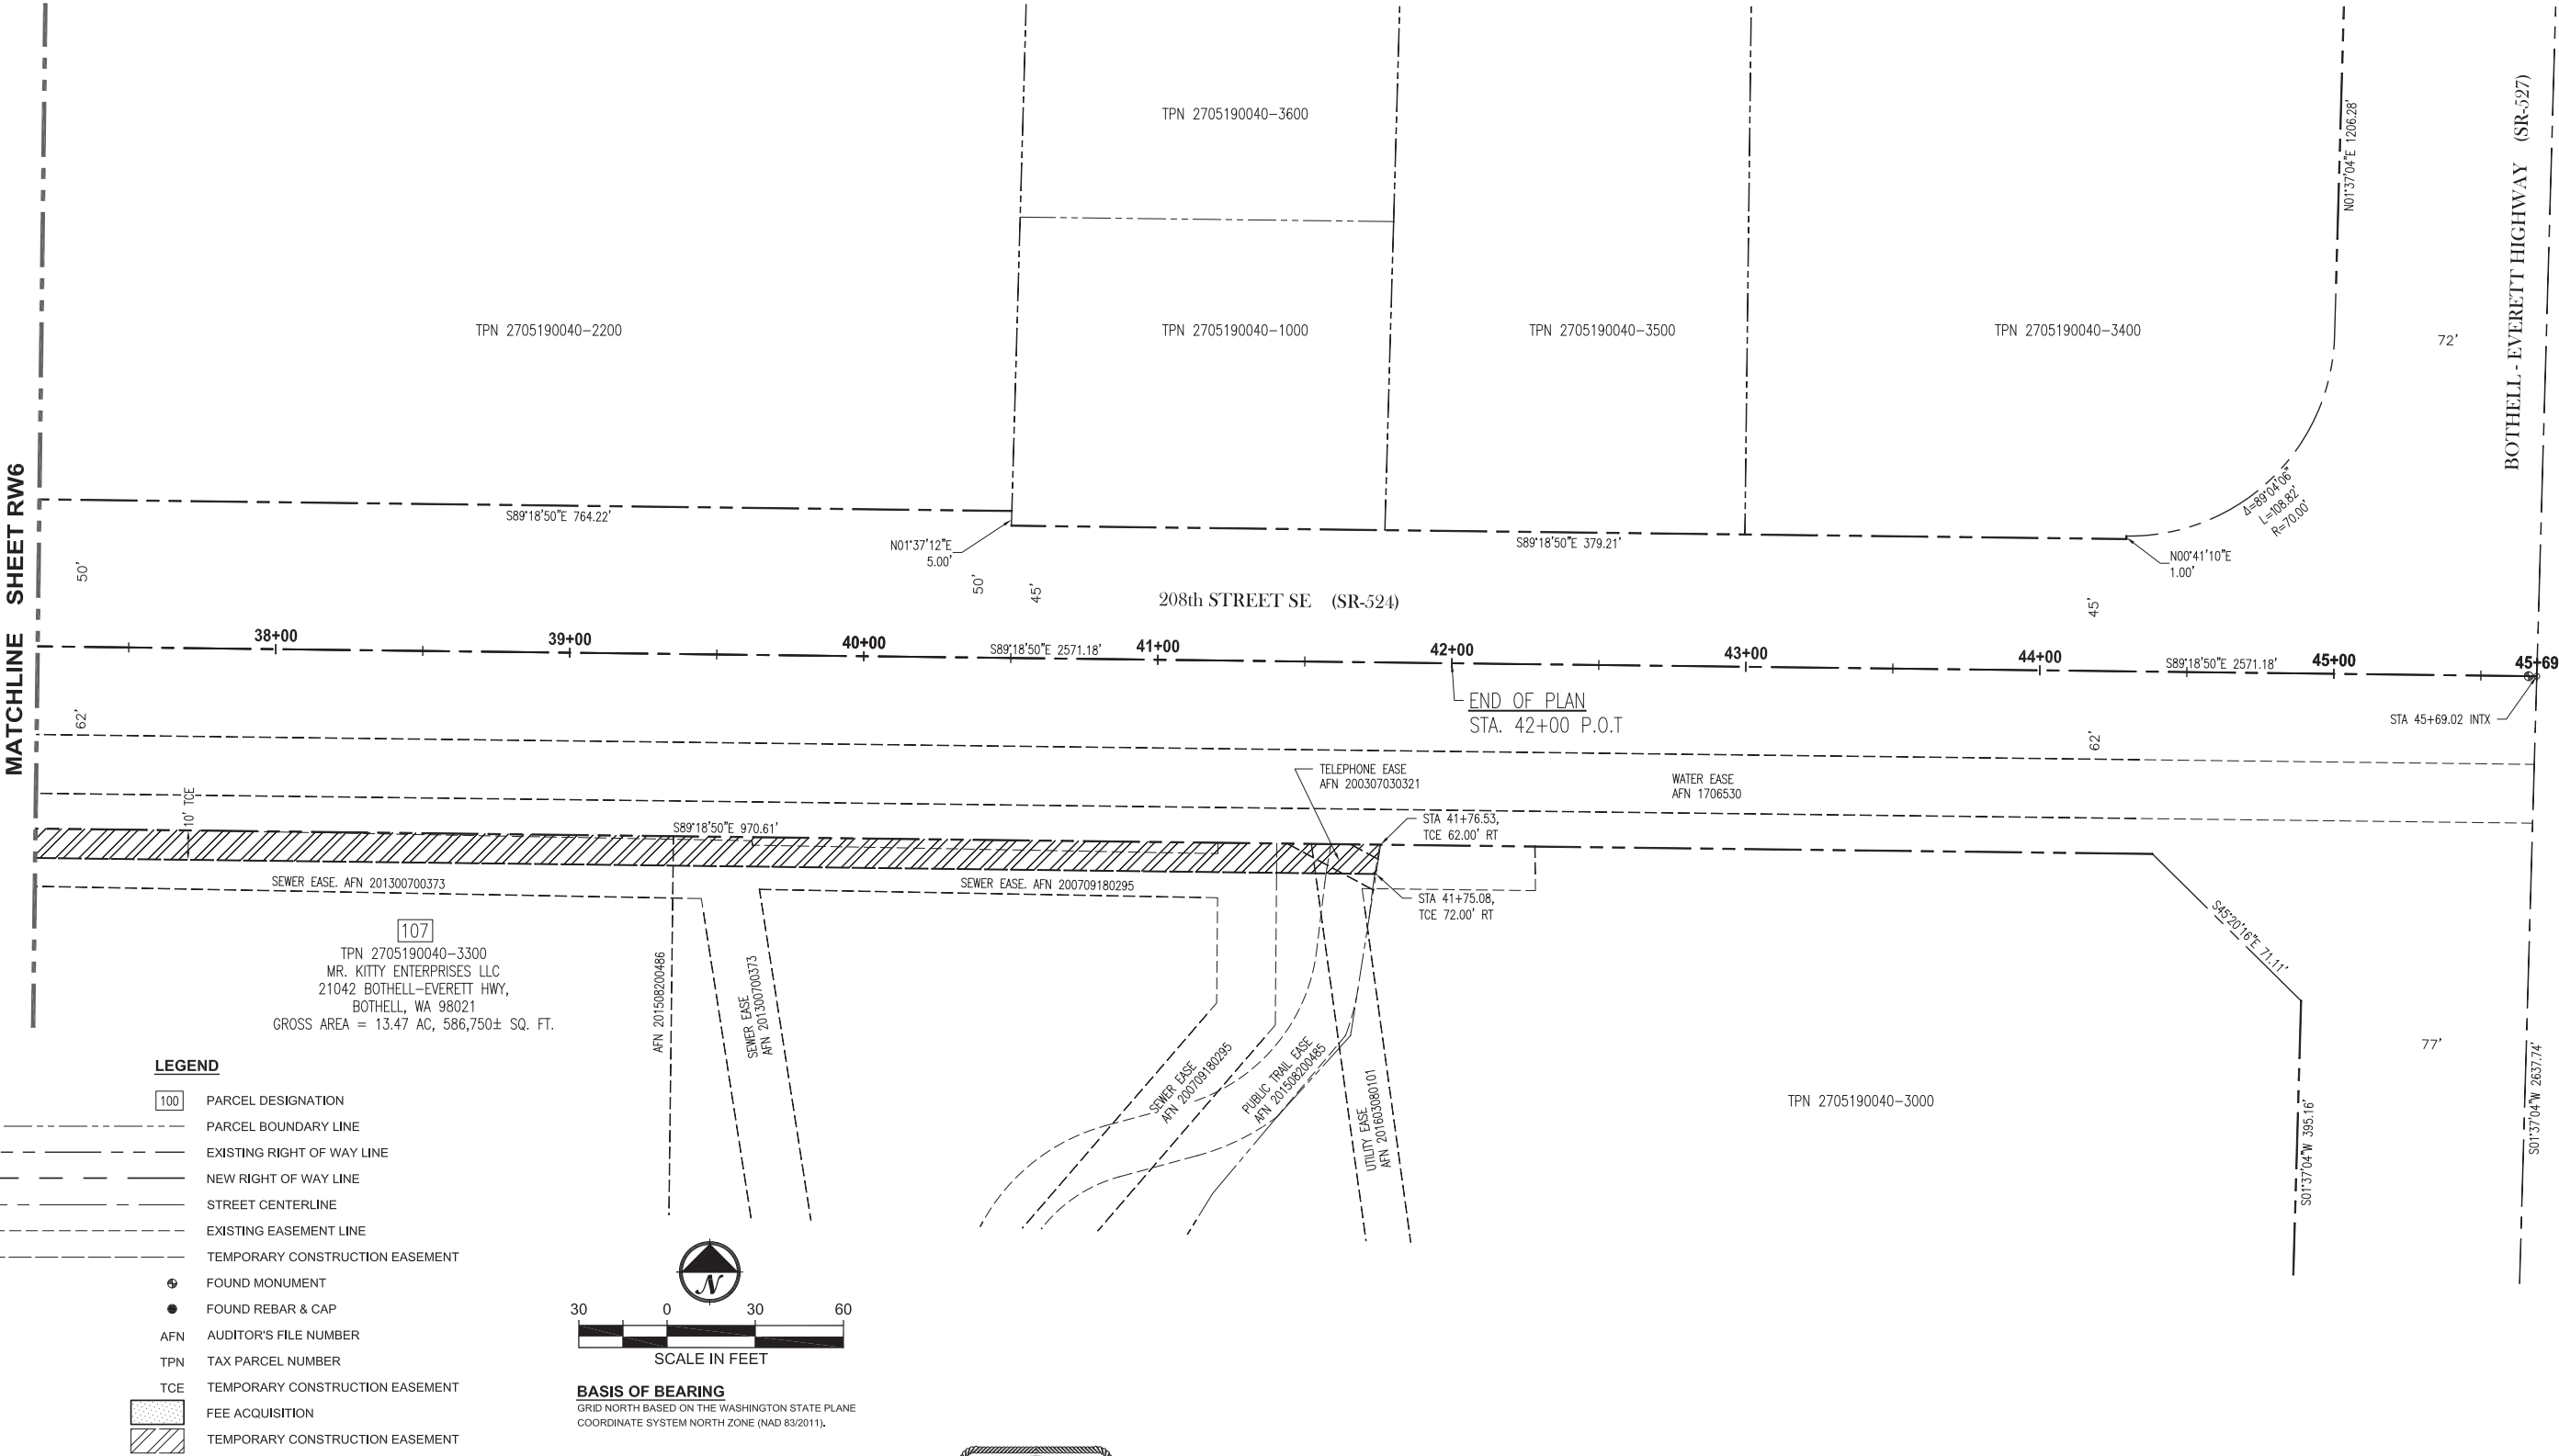 MATCHLINE SHEET RW6
TPN 2705190040-2200
TPN 2705190040-3600
TPN 2705190040-1000
TPN 2705190040-3500
TPN 2705190040-3400
N01°37'04"E 1206.28'
BOTHELL - EVERETT HIGHWAY (SR-527)
72'
S89°18'50"E 764.22'
N01°37'12"E
5.00'
S89°18'50"E 379.21'
Δ=89°04'06"
L=108.82'
R=70.00'
N00°41'10"E
1.00'
50'
50'
45'
45'
208th STREET SE (SR-524)
38+00
39+00
40+00
S89°18'50"E 2571.18'
41+00
42+00
43+00
44+00
S89°18'50"E 2571.18'
45+00
45+69
END OF PLAN
STA. 42+00 P.O.T
STA 45+69.02 INTX
62'
62'
TELEPHONE EASE
AFN 200307030321
WATER EASE
AFN 1706530
10' TCE
S89°18'50"E 970.61'
STA 41+76.53,
TCE 62.00' RT
SEWER EASE. AFN 201300700373
SEWER EASE. AFN 200709180295
STA 41+75.08,
TCE 72.00' RT
S45°20'16"E 71.11'
107
TPN 2705190040-3300
MR. KITTY ENTERPRISES LLC
21042 BOTHELL-EVERETT HWY,
BOTHELL, WA 98021
GROSS AREA = 13.47 AC, 586,750± SQ. FT.
AFN 201508200486
SEWER EASE
AFN 201300700373
SEWER EASE
AFN 200709180295
PUBLIC TRAIL EASE
AFN 201508200485
UTILITY EASE
AFN 201603080101
TPN 2705190040-3000
77'
S01°37'04"W 395.16'
S01°37'04"W 2637.74'
LEGEND
100 PARCEL DESIGNATION
PARCEL BOUNDARY LINE
EXISTING RIGHT OF WAY LINE
NEW RIGHT OF WAY LINE
STREET CENTERLINE
EXISTING EASEMENT LINE
TEMPORARY CONSTRUCTION EASEMENT
FOUND MONUMENT
FOUND REBAR & CAP
AFN AUDITOR'S FILE NUMBER
TPN TAX PARCEL NUMBER
TCE TEMPORARY CONSTRUCTION EASEMENT
FEE ACQUISITION
TEMPORARY CONSTRUCTION EASEMENT
N
30 0 30 60
SCALE IN FEET
BASIS OF BEARING
GRID NORTH BASED ON THE WASHINGTON STATE PLANE
COORDINATE SYSTEM NORTH ZONE (NAD 83/2011).